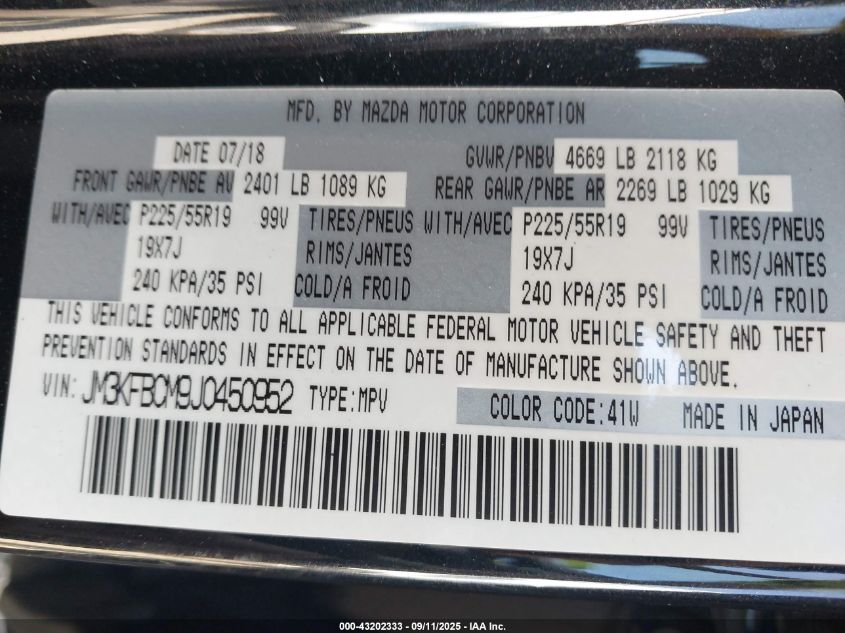 MFD. BY MAZDA MOTOR CORPORATION
DATE 07/18 GVWR/PNBV 4669 LB 2118 KG
FRONT GAWR/PNBE AV 2401 LB 1089 KG REAR GAWR/PNBE AR 2269 LB 1029 KG
WITH/AVEC P225/55R19 99V TIRES/PNEUS WITH/AVEC P225/55R19 99V TIRES/PNEUS
19X7J RIMS/JANTES 19X7J RIMS/JANTES
240 KPA/35 PSI COLD/A FROID 240 KPA/35 PSI COLD/A FROID
THIS VEHICLE CONFORMS TO ALL APPLICABLE FEDERAL MOTOR VEHICLE SAFETY AND THEFT
PREVENTION STANDARDS IN EFFECT ON THE DATE OF MANUFACTURE SHOWN ABOVE.
VIN: JM3KFBCM9J0450952 TYPE:MPV COLOR CODE:41W MADE IN JAPAN
000-43202333 - 09/11/2025 - IAA Inc.